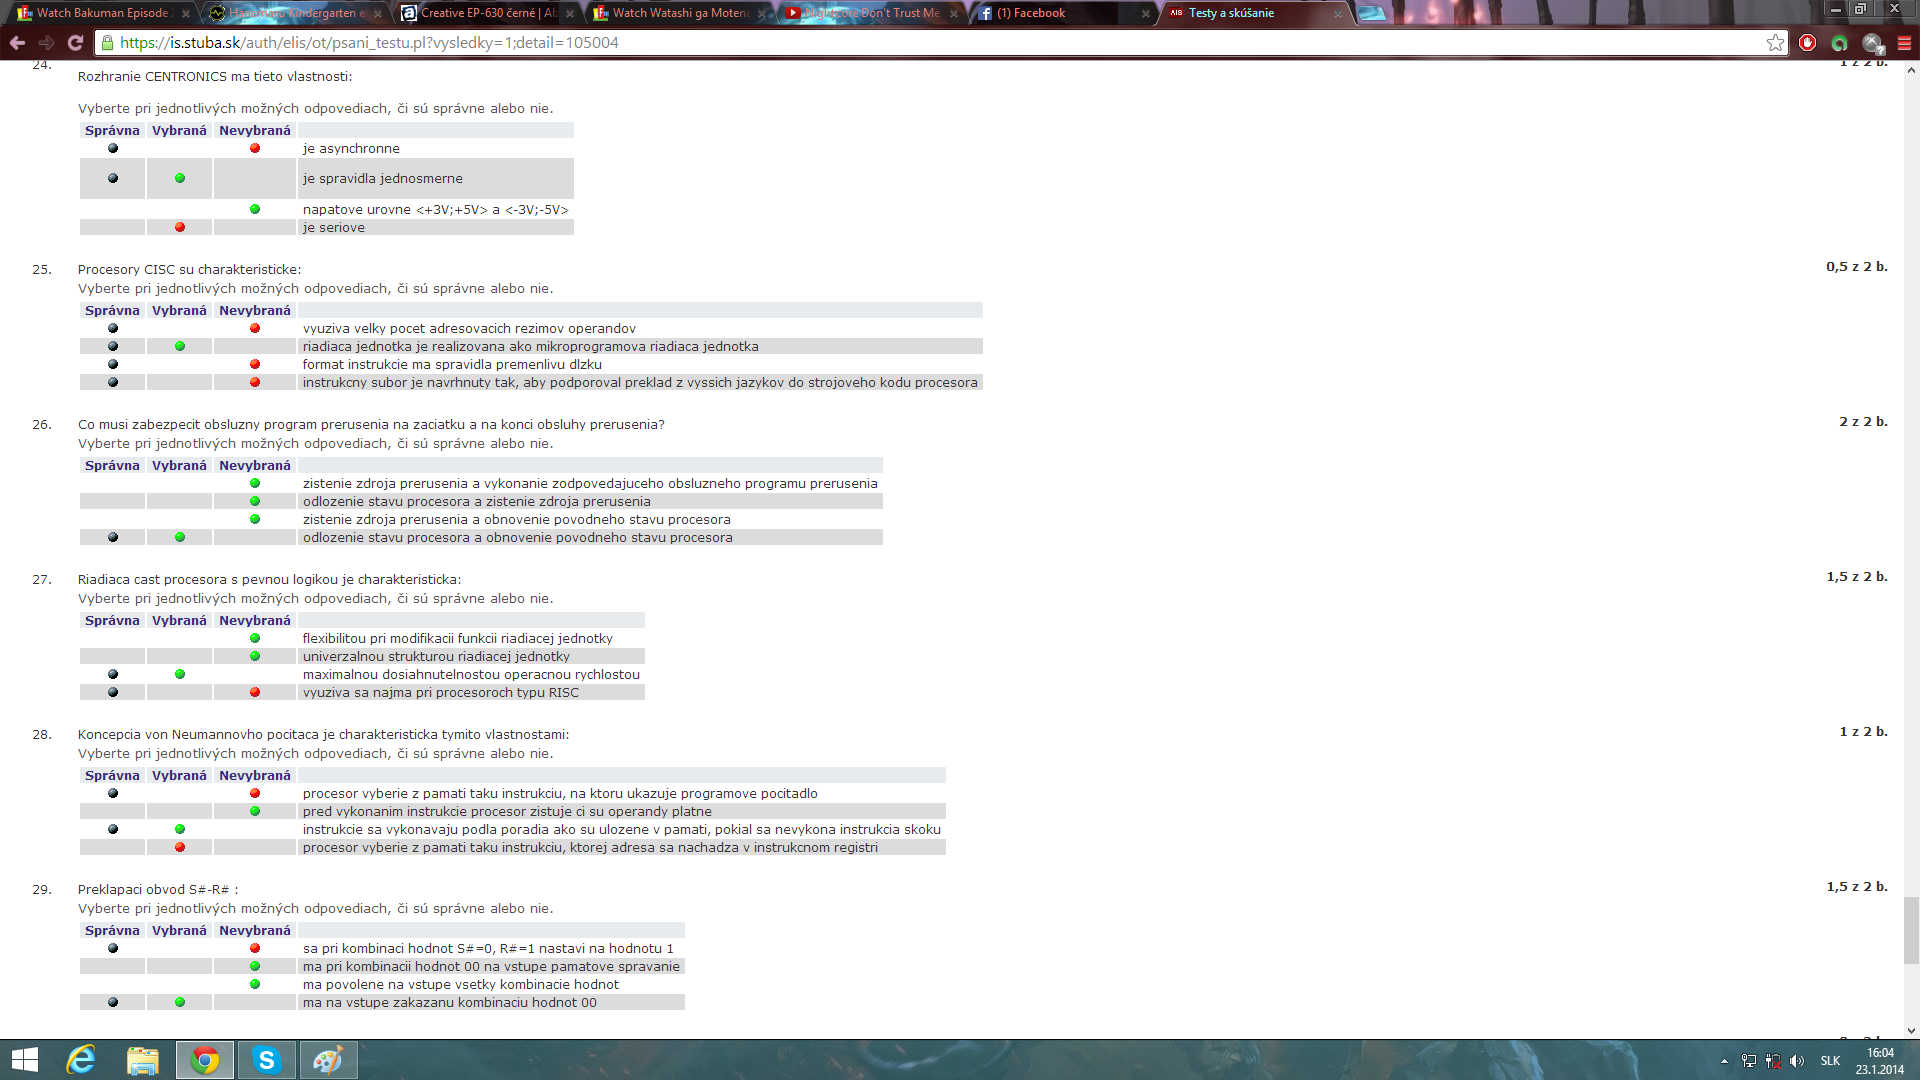 Watch Bakuman Episode
Hanamaru Kindergarten e
Creative EP-630 černé | Al
Watch Watashi ga Motena
Nightcore Don't Trust Me
(1) Facebook
AIS Testy a skúšanie
https://is.stuba.sk/auth/elis/ot/psani_testu.pl?vysledky=1;detail=105004
24. 1 z 2 b.
Rozhranie CENTRONICS ma tieto vlastnosti:
Vyberte pri jednotlivých možných odpovediach, či sú správne alebo nie.
Správna Vybraná Nevybraná
je asynchronne
je spravidla jednosmerne
napatove urovne <+3V;+5V> a <-3V;-5V>
je seriove
25. Procesory CISC su charakteristicke: 0,5 z 2 b.
Vyberte pri jednotlivých možných odpovediach, či sú správne alebo nie.
Správna Vybraná Nevybraná
vyuziva velky pocet adresovacich rezimov operandov
riadiaca jednotka je realizovana ako mikroprogramova riadiaca jednotka
format instrukcie ma spravidla premenlivu dlzku
instrukcny subor je navrhnuty tak, aby podporoval preklad z vyssich jazykov do strojoveho kodu procesora
26. Co musi zabezpecit obsluzny program prerusenia na zaciatku a na konci obsluhy prerusenia? 2 z 2 b.
Vyberte pri jednotlivých možných odpovediach, či sú správne alebo nie.
Správna Vybraná Nevybraná
zistenie zdroja prerusenia a vykonanie zodpovedajuceho obsluzneho programu prerusenia
odlozenie stavu procesora a zistenie zdroja prerusenia
zistenie zdroja prerusenia a obnovenie povodneho stavu procesora
odlozenie stavu procesora a obnovenie povodneho stavu procesora
27. Riadiaca cast procesora s pevnou logikou je charakteristicka: 1,5 z 2 b.
Vyberte pri jednotlivých možných odpovediach, či sú správne alebo nie.
Správna Vybraná Nevybraná
flexibilitou pri modifikacii funkcii riadiacej jednotky
univerzalnou strukturou riadiacej jednotky
maximalnou dosiahnutelnostou operacnou rychlostou
vyuziva sa najma pri procesoroch typu RISC
28. Koncepcia von Neumannovho pocitaca je charakteristicka tymito vlastnostami: 1 z 2 b.
Vyberte pri jednotlivých možných odpovediach, či sú správne alebo nie.
Správna Vybraná Nevybraná
procesor vyberie z pamati taku instrukciu, na ktoru ukazuje programove pocitadlo
pred vykonanim instrukcie procesor zistuje ci su operandy platne
instrukcie sa vykonavaju podla poradia ako su ulozene v pamati, pokial sa nevykona instrukcia skoku
procesor vyberie z pamati taku instrukciu, ktorej adresa sa nachadza v instrukcnom registri
29. Preklapaci obvod S#-R# : 1,5 z 2 b.
Vyberte pri jednotlivých možných odpovediach, či sú správne alebo nie.
Správna Vybraná Nevybraná
sa pri kombinaci hodnot S#=0, R#=1 nastavi na hodnotu 1
ma pri kombinacii hodnot 00 na vstupe pamatove spravanie
ma povolene na vstupe vsetky kombinacie hodnot
ma na vstupe zakazanu kombinaciu hodnot 00
SLK
16:04
23.1.2014